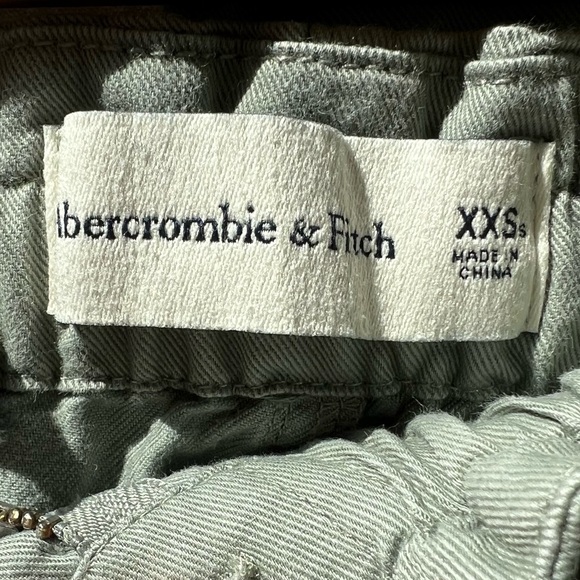 Abercrombie & Fitch
XXSs
MADE IN
CHINA